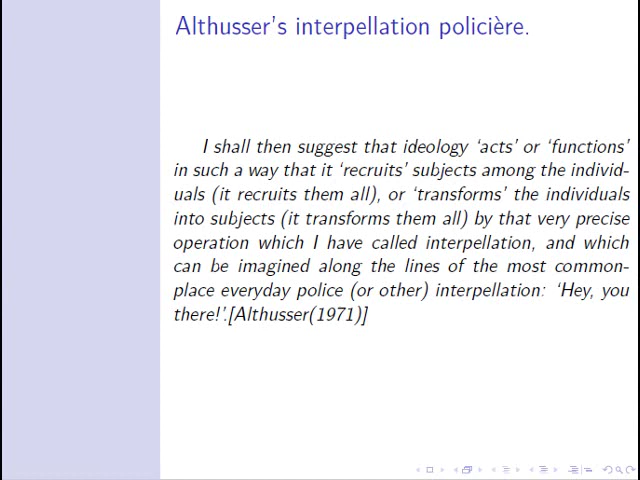 Althusser's interpellation policière.
I shall then suggest that ideology 'acts' or 'functions'
in such a way that it 'recruits' subjects among the individ-
uals (it recruits them all), or 'transforms' the individuals
into subjects (it transforms them all) by that very precise
operation which I have called interpellation, and which
can be imagined along the lines of the most common-
place everyday police (or other) interpellation: 'Hey, you
there!'.[Althusser(1971)]